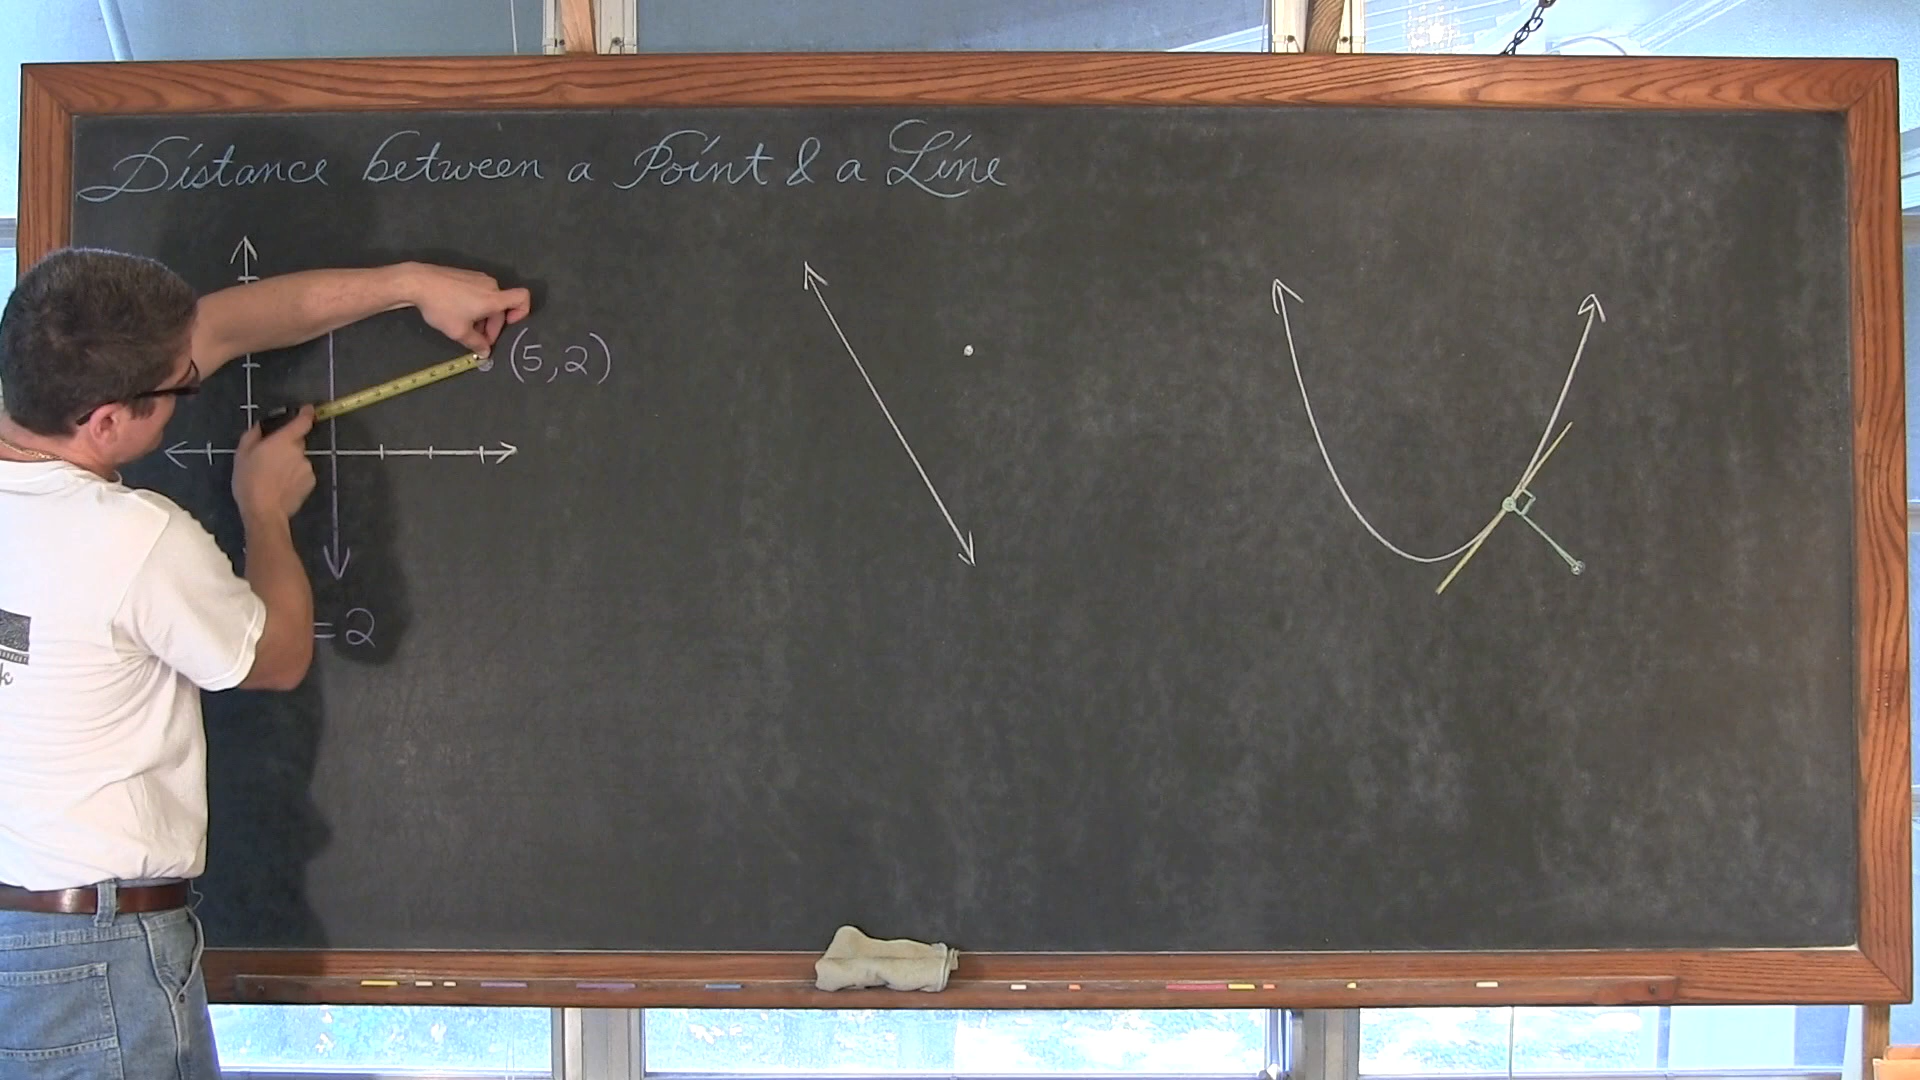 Distance between a Point & a Line
(5,2)
=2